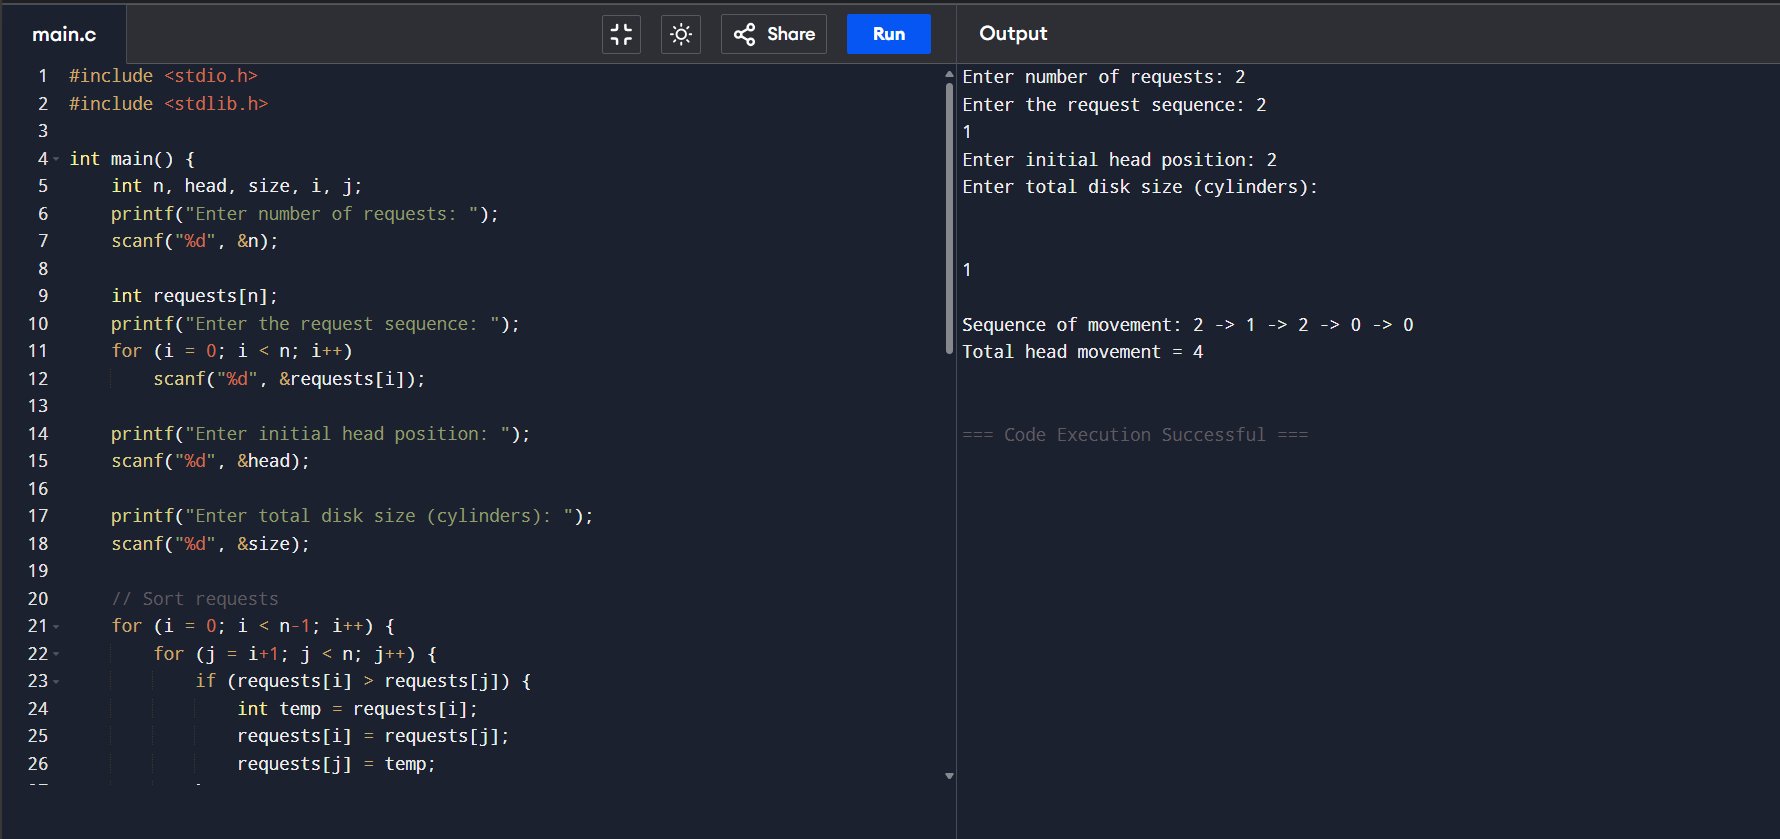 main.c
Share
Run
Output
1 #include <stdio.h>
2 #include <stdlib.h>
3
4 int main() {
5     int n, head, size, i, j;
6     printf("Enter number of requests: ");
7     scanf("%d", &n);
8
9     int requests[n];
10     printf("Enter the request sequence: ");
11     for (i = 0; i < n; i++)
12         scanf("%d", &requests[i]);
13
14     printf("Enter initial head position: ");
15     scanf("%d", &head);
16
17     printf("Enter total disk size (cylinders): ");
18     scanf("%d", &size);
19
20     // Sort requests
21     for (i = 0; i < n-1; i++) {
22         for (j = i+1; j < n; j++) {
23             if (requests[i] > requests[j]) {
24                 int temp = requests[i];
25                 requests[i] = requests[j];
26                 requests[j] = temp;
Enter number of requests: 2
Enter the request sequence: 2
1
Enter initial head position: 2
Enter total disk size (cylinders):
1
Sequence of movement: 2 -> 1 -> 2 -> 0 -> 0
Total head movement = 4
=== Code Execution Successful ===